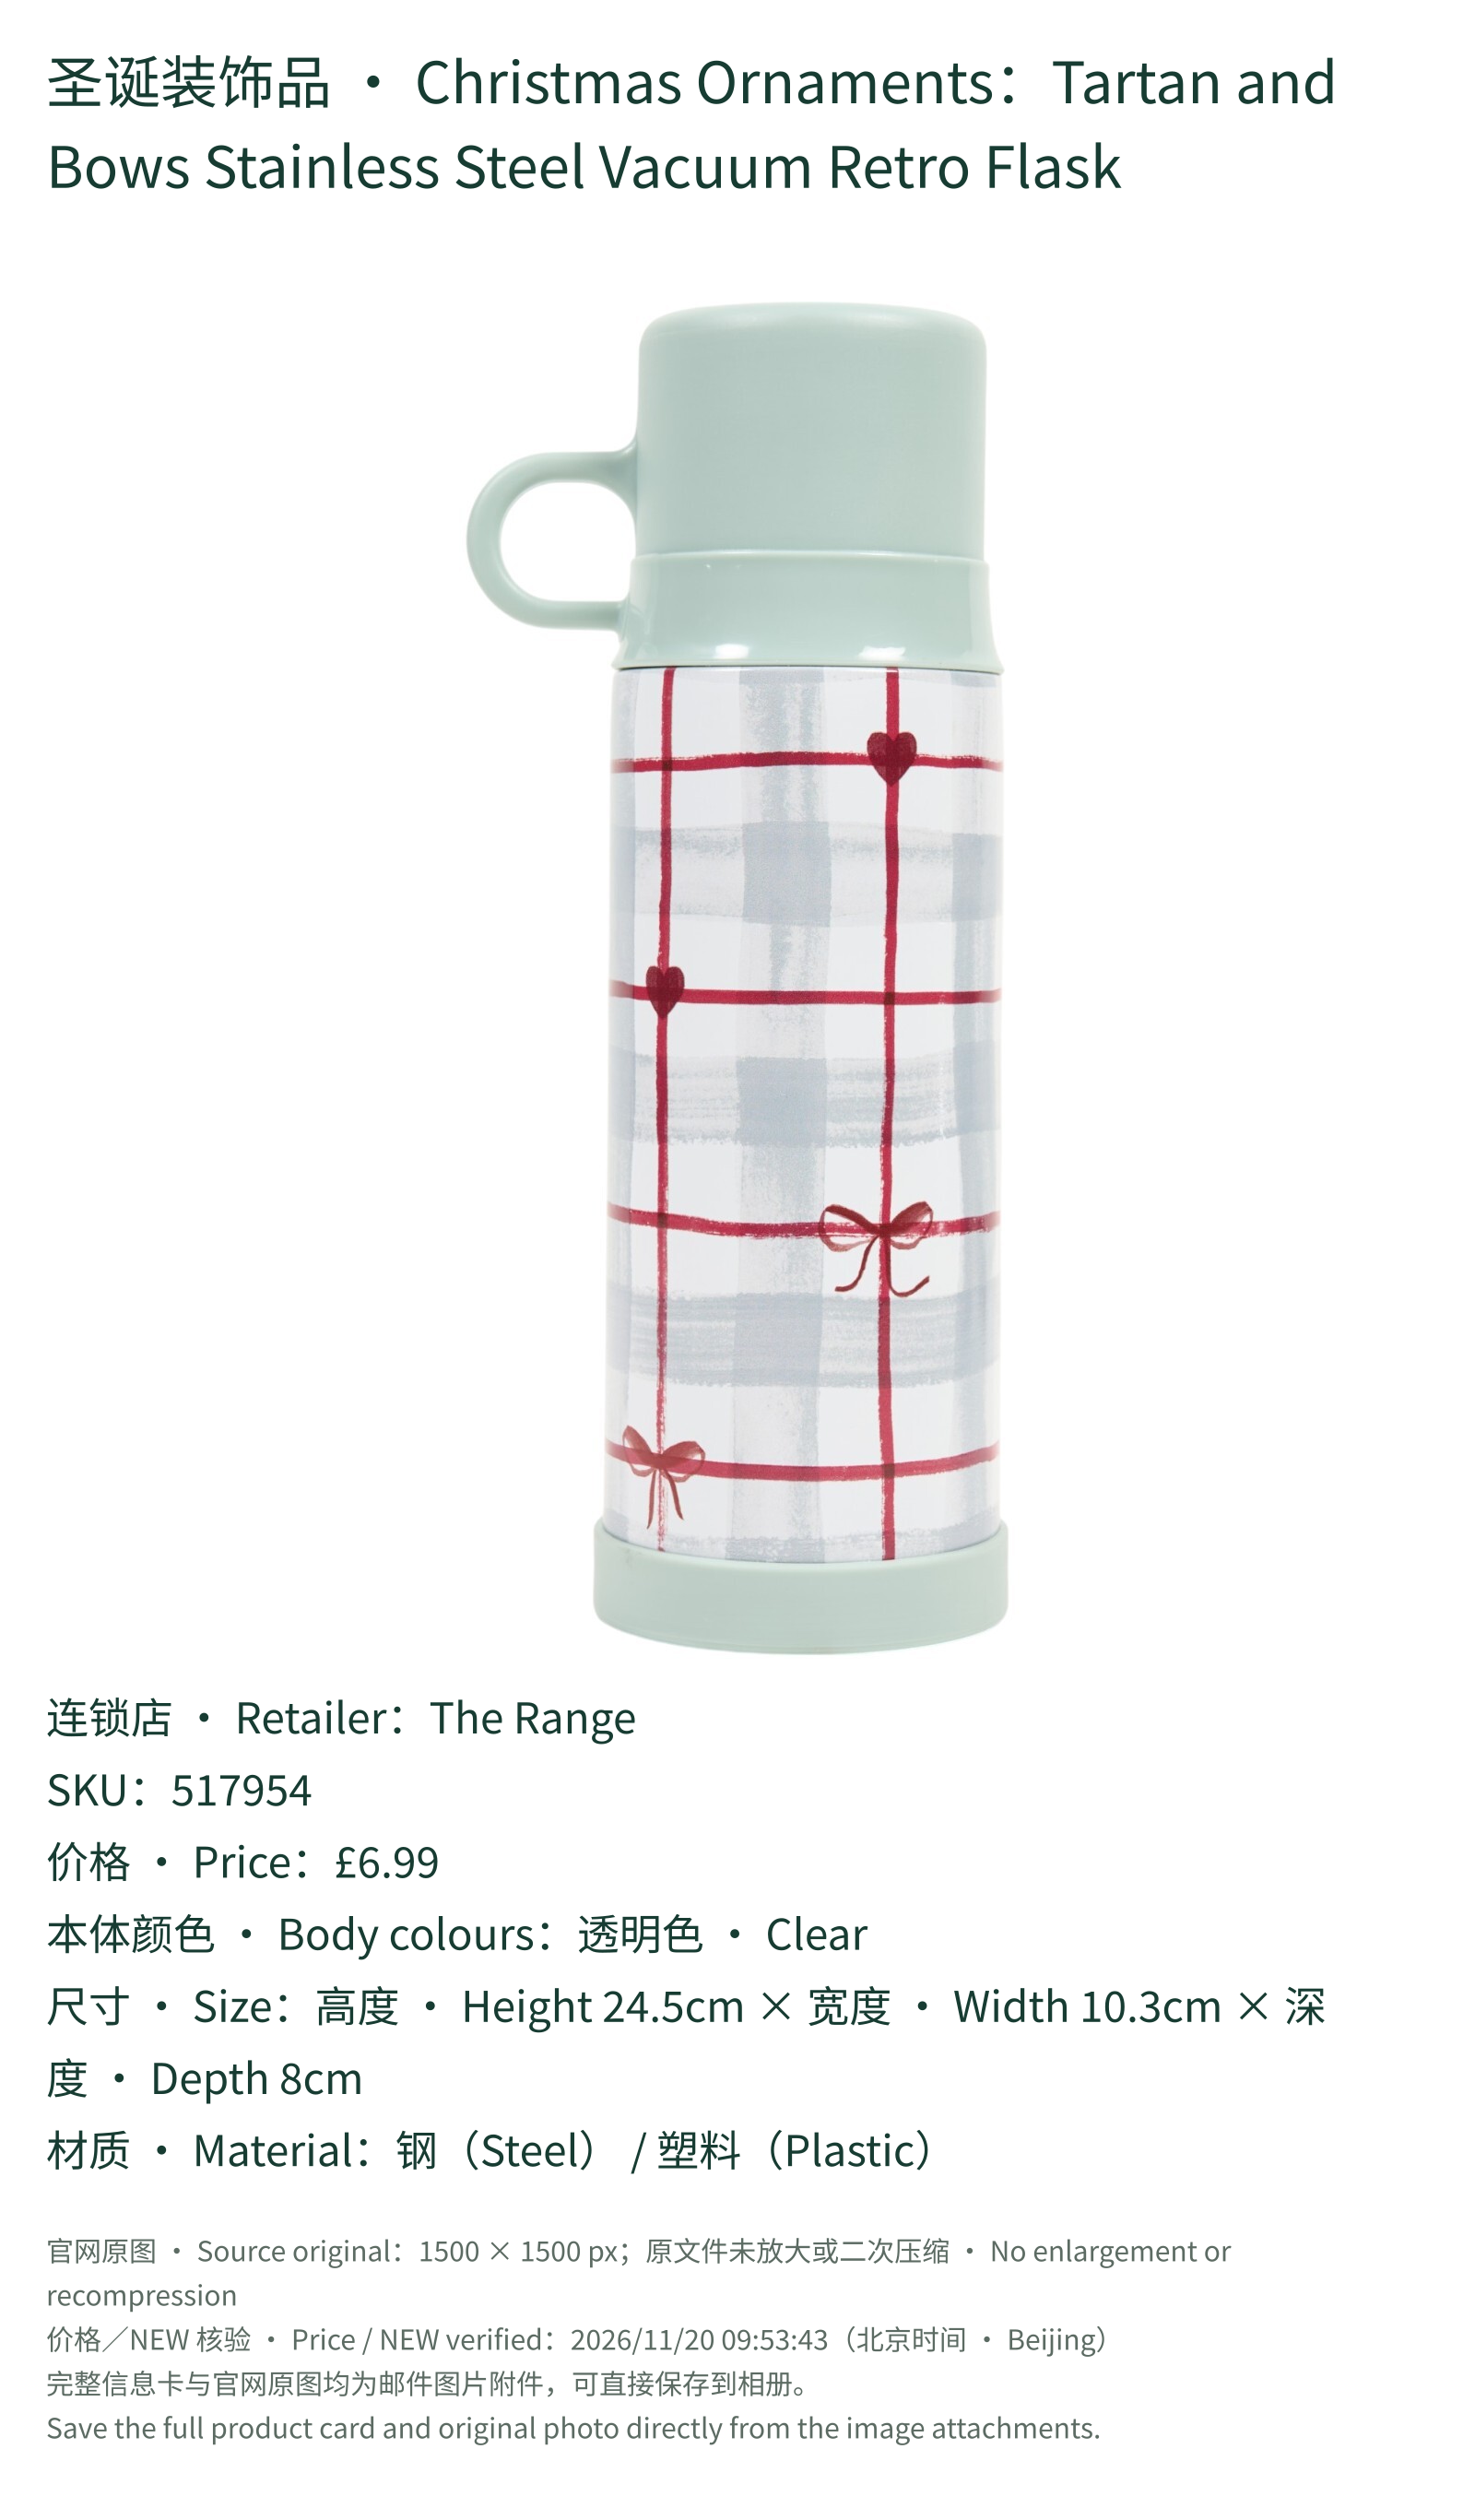 圣诞装饰品 · Christmas Ornaments：Tartan and
Bows Stainless Steel Vacuum Retro Flask
连锁店 · Retailer：The Range
SKU：517954
价格 · Price：£6.99
本体颜色 · Body colours：透明色 · Clear
尺寸 · Size：高度 · Height 24.5cm × 宽度 · Width 10.3cm × 深
度 · Depth 8cm
材质 · Material：钢（Steel） / 塑料（Plastic）
官网原图 · Source original：1500 × 1500 px；原文件未放大或二次压缩 · No enlargement or
recompression
价格／NEW 核验 · Price / NEW verified：2026/11/20 09:53:43（北京时间 · Beijing）
完整信息卡与官网原图均为邮件图片附件，可直接保存到相册。
Save the full product card and original photo directly from the image attachments.